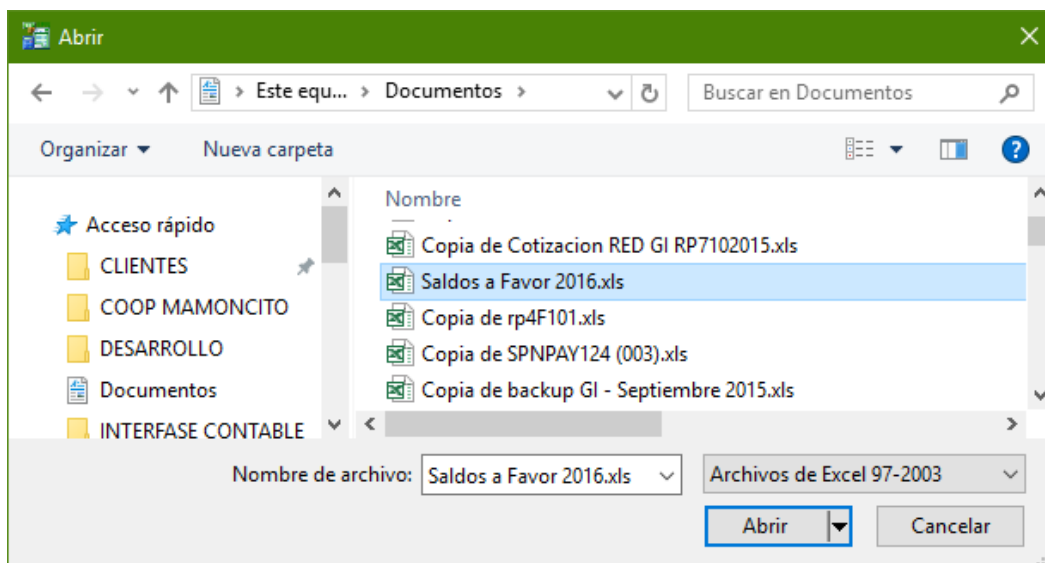 Abrir
Este equ... > Documentos >
Buscar en Documentos
Organizar
Nueva carpeta
Nombre
Acceso rápido
CLIENTES
COOP MAMONCITO
DESARROLLO
Documentos
INTERFASE CONTABLE
Copia de Cotizacion RED GI RP7102015.xls
Saldos a Favor 2016.xls
Copia de rp4F101.xls
Copia de SPNPAY124 (003).xls
Copia de backup GI - Septiembre 2015.xls
Nombre de archivo: Saldos a Favor 2016.xls
Archivos de Excel 97-2003
Abrir
Cancelar